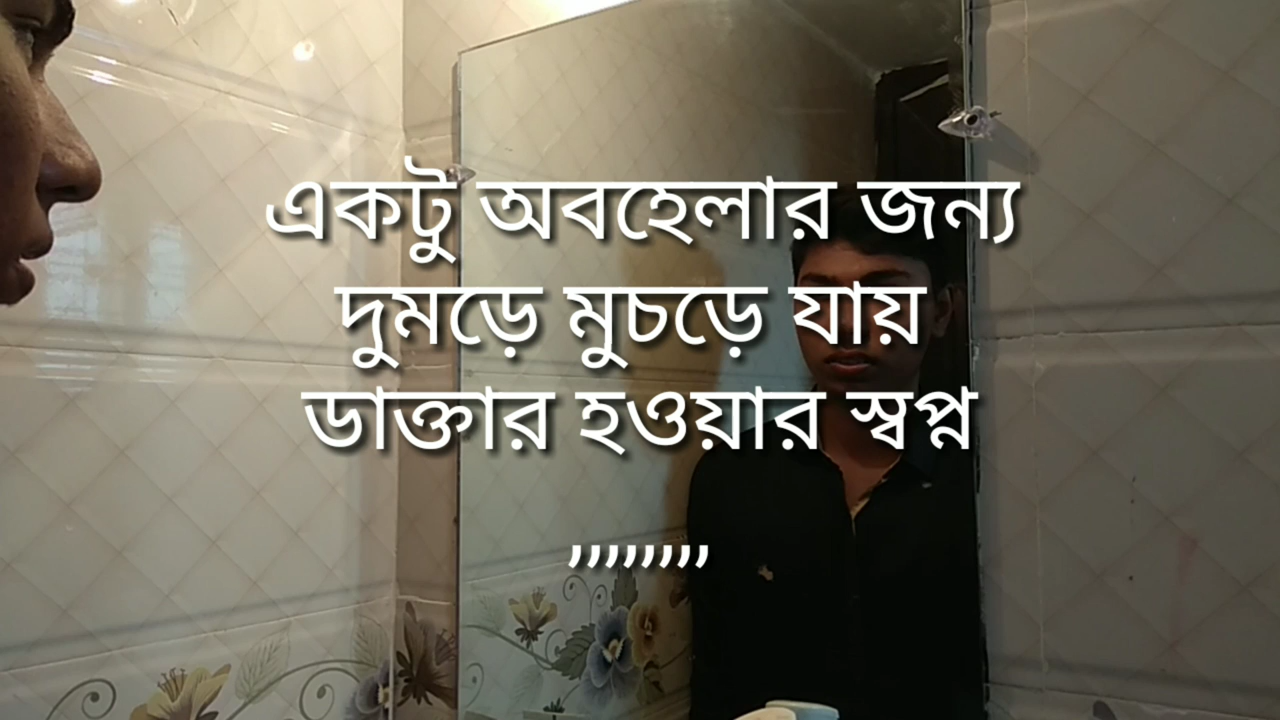 একটু অবহেলার জন্য
দুমড়ে মুচড়ে যায়
ডাক্তার হওয়ার স্বপ্ন
,,,,,,,,